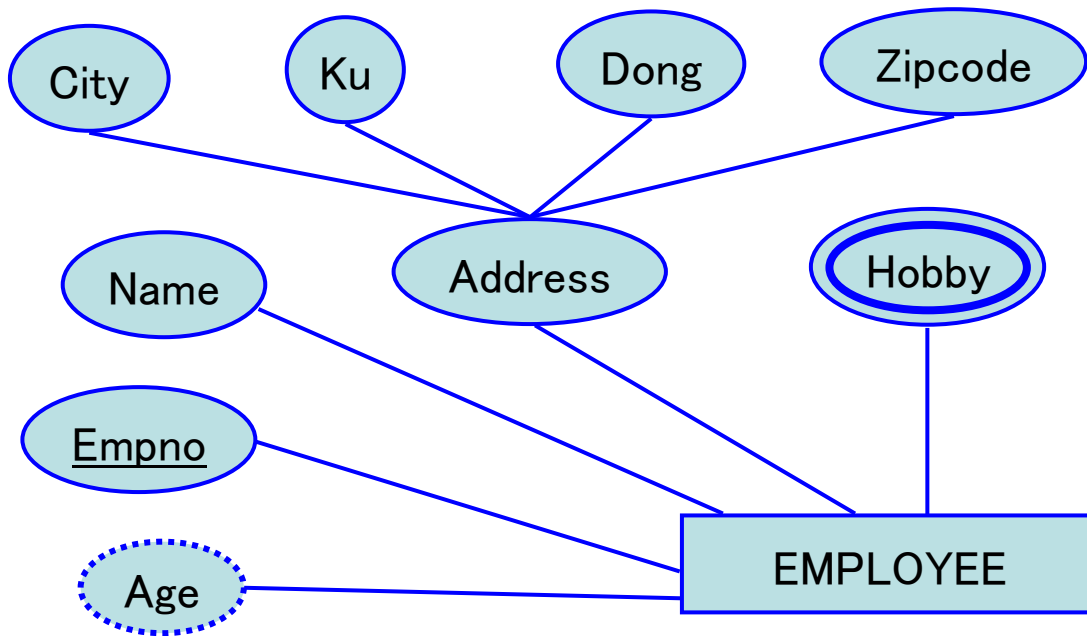 City
Ku
Dong
Zipcode
Name
Address
Hobby
Empno
Age
EMPLOYEE